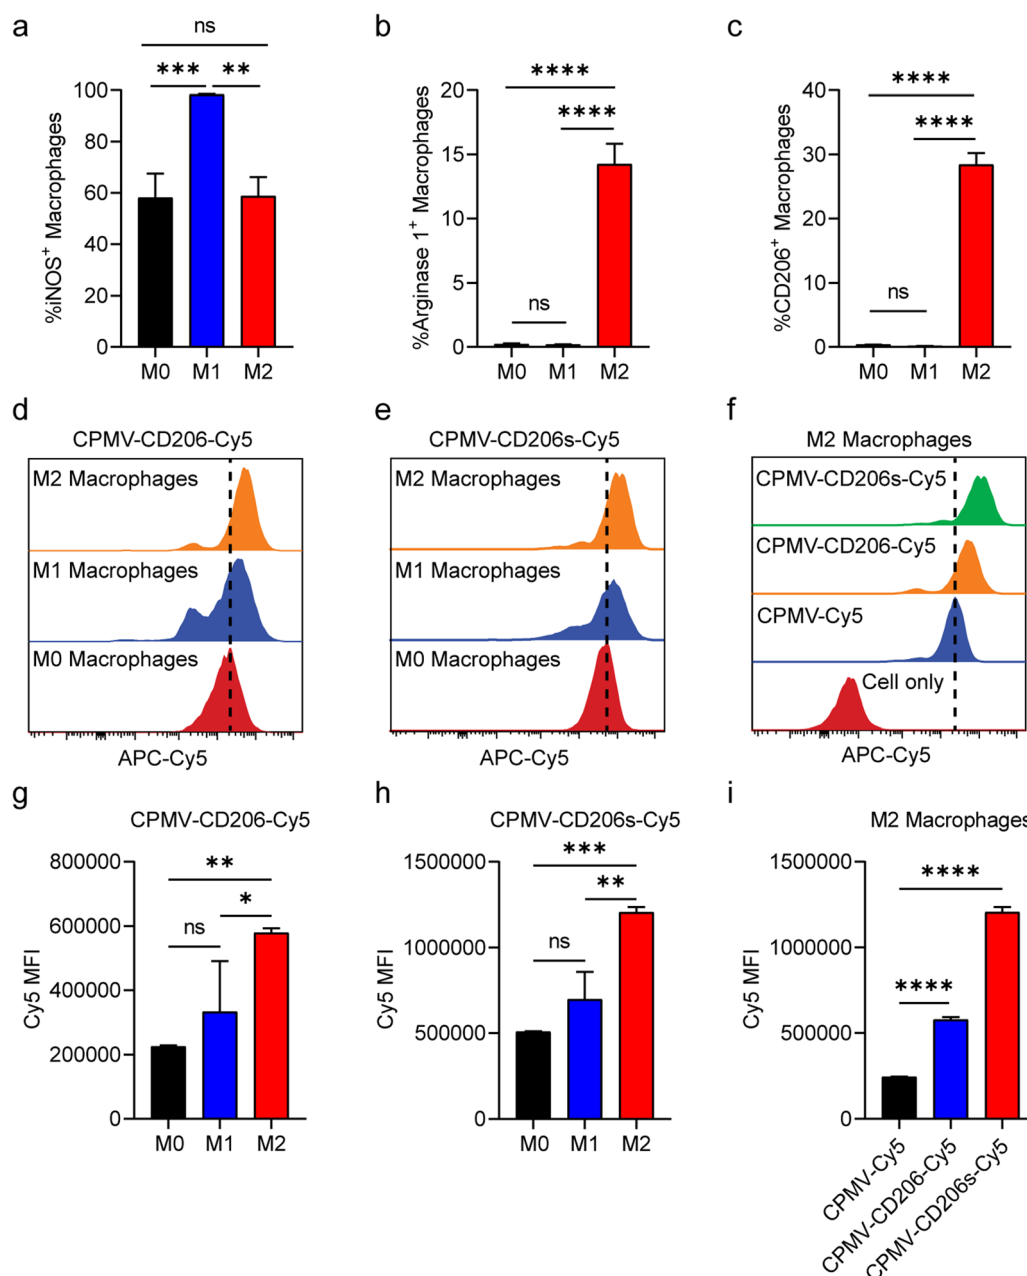 a
ns
*** **
%iNOS+ Macrophages
100
80
60
40
20
0
M0 M1 M2
b
****
****
%Arginase 1+ Macrophages
20
15
10
5
0
ns
M0 M1 M2
c
****
****
%CD206+ Macrophages
40
30
20
10
0
ns
M0 M1 M2
d
CPMV-CD206-Cy5
M2 Macrophages
M1 Macrophages
M0 Macrophages
APC-Cy5
e
CPMV-CD206s-Cy5
M2 Macrophages
M1 Macrophages
M0 Macrophages
APC-Cy5
f
M2 Macrophages
CPMV-CD206s-Cy5
CPMV-CD206-Cy5
CPMV-Cy5
Cell only
APC-Cy5
g
CPMV-CD206-Cy5
Cy5 MFI
800000
600000
400000
200000
0
**
*
ns
M0 M1 M2
h
CPMV-CD206s-Cy5
Cy5 MFI
1500000
1000000
500000
0
***
**
ns
M0 M1 M2
i
M2 Macrophages
Cy5 MFI
1500000
1000000
500000
0
****
****
CPMV-Cy5
CPMV-CD206-Cy5
CPMV-CD206s-Cy5